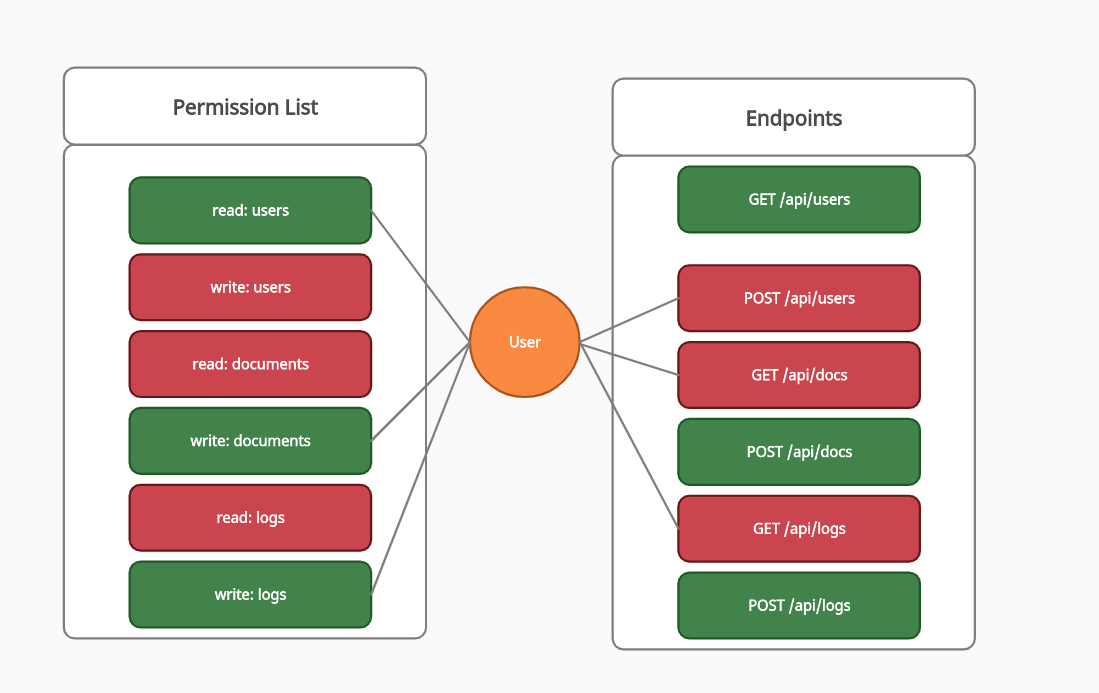 Permission List
read: users
write: users
read: documents
write: documents
read: logs
write: logs
User
Endpoints
GET /api/users
POST /api/users
GET /api/docs
POST /api/docs
GET /api/logs
POST /api/logs